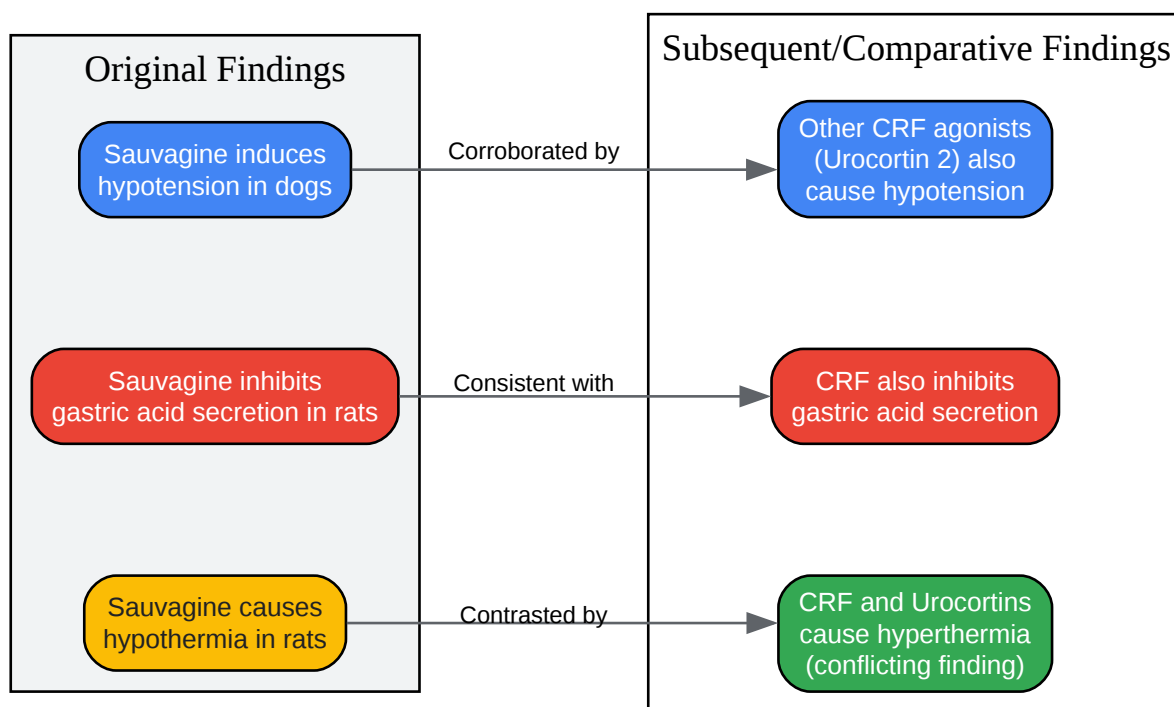 Original Findings
Subsequent/Comparative Findings
Sauvagine induces
hypotension in dogs
Corroborated by
Other CRF agonists
(Urocortin 2) also
cause hypotension
Sauvagine inhibits
gastric acid secretion in rats
Consistent with
CRF also inhibits
gastric acid secretion
Sauvagine causes
hypothermia in rats
Contrasted by
CRF and Urocortins
cause hyperthermia
(conflicting finding)